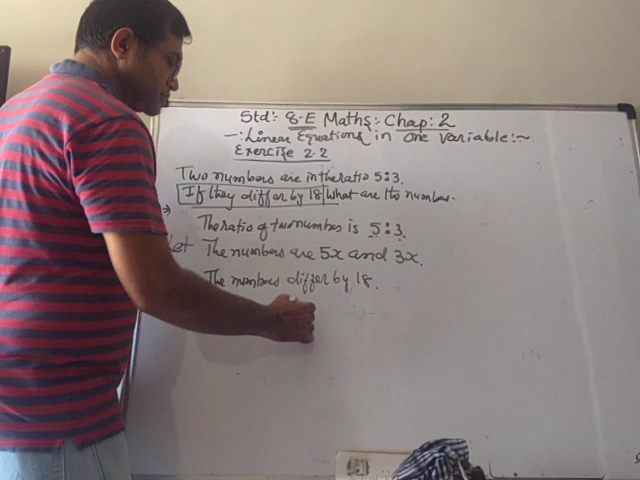 Std:- 8-E Maths: Chap: 2
-: Linear Equations in One Variable:~
Exercise 2.2
Two numbers are in the ratio 5:3.
If they differ by 18, What are the numbers.
→
The ratio of two numbers is 5:3.
Let The numbers are 5x and 3x.
The numbers differ by 18.